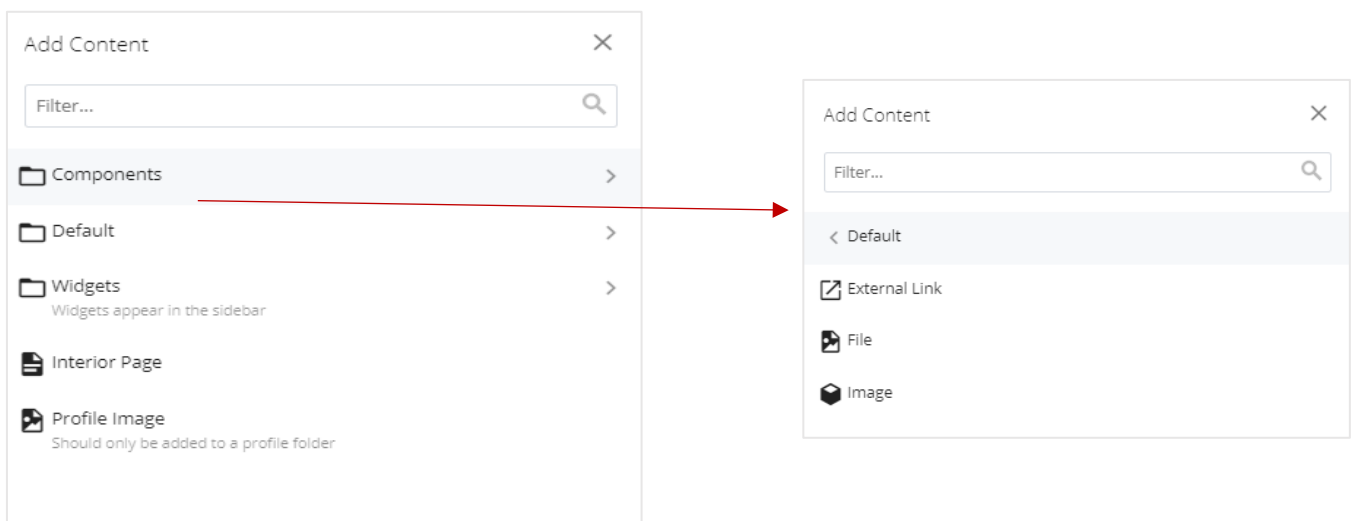 Add Content
Filter...
Components
Default
Widgets
Widgets appear in the sidebar
Interior Page
Profile Image
Should only be added to a profile folder
Add Content
Filter...
Default
External Link
File
Image